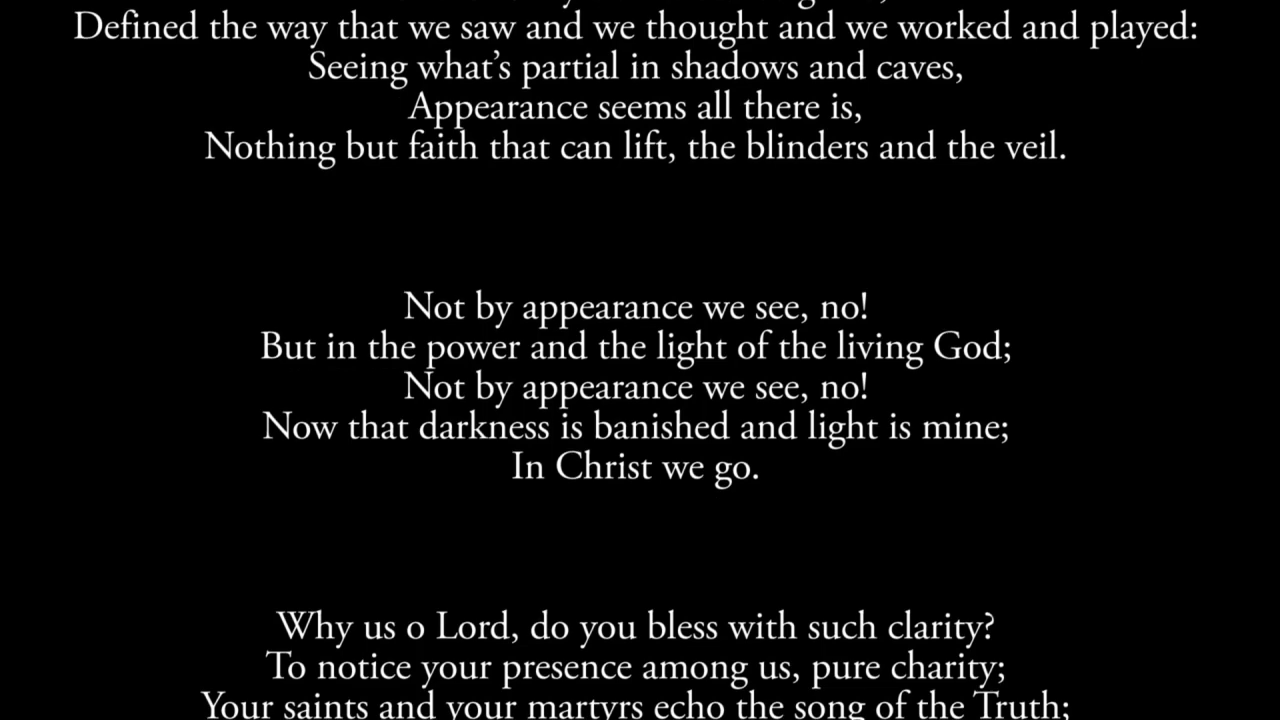 Defined the way that we saw and we thought and we worked and played:
Seeing what’s partial in shadows and caves,
Appearance seems all there is,
Nothing but faith that can lift, the blinders and the veil.
Not by appearance we see, no!
But in the power and the light of the living God;
Not by appearance we see, no!
Now that darkness is banished and light is mine;
In Christ we go.
Why us o Lord, do you bless with such clarity?
To notice your presence among us, pure charity;
Your saints and your martyrs echo the song of the Truth;